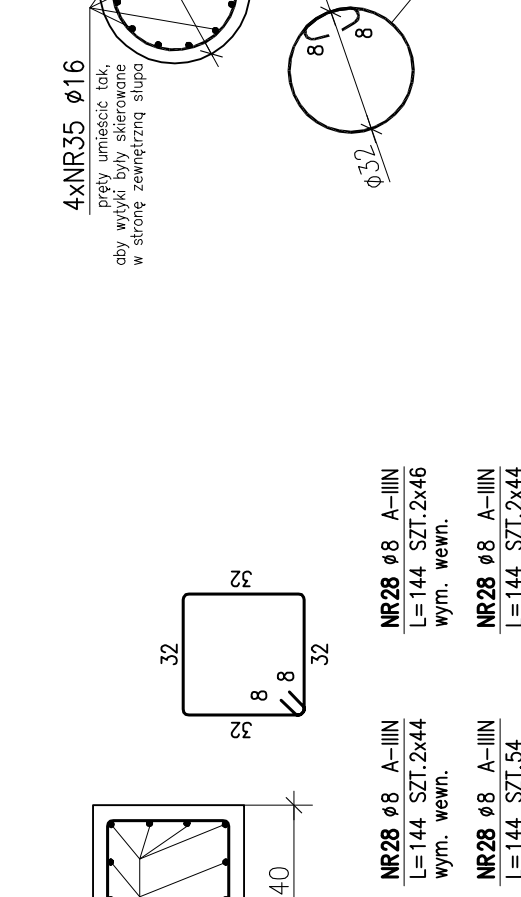 4xNR35 ø16
pręty umieścić tak,
aby wytyki były skierowane
w stronę zewnętrzną słupa
8
8
ø32
32
32
32
32
8
8
NR28 ø8 A-IIIN
L=144 SZT.2x46
wym. wewn.
NR28 ø8 A-IIIN
L=144 SZT.2x44
NR28 ø8 A-IIIN
L=144 SZT.2x44
wym. wewn.
NR28 ø8 A-IIIN
L=144 SZT.54
40